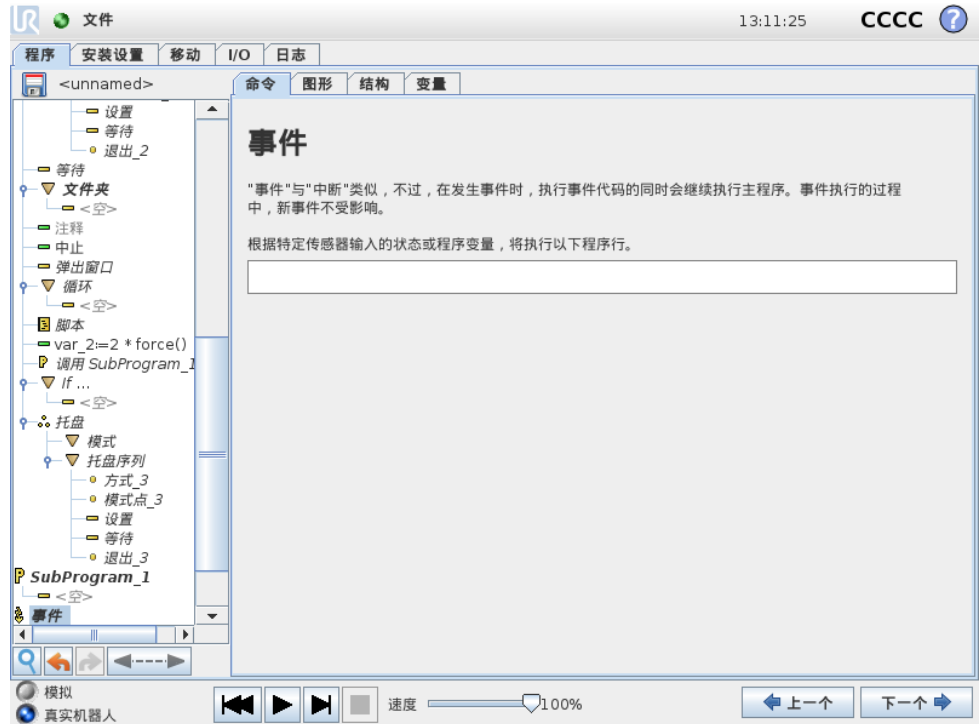 UR 文件 13:11:25 CCCC ?
程序 安装设置 移动 I/O 日志
<unnamed>
命令 图形 结构 变量
设置
等待
退出_2
等待
文件夹
<空>
注释
中止
弹出窗口
循环
<空>
脚本
var_2≔2 * force()
调用 SubProgram_1
If ...
<空>
托盘
模式
托盘序列
方式_3
模式点_3
设置
等待
退出_3
SubProgram_1
<空>
事件
事件
"事件"与"中断"类似，不过，在发生事件时，执行事件代码的同时会继续执行主程序。事件执行的过程
中，新事件不受影响。
根据特定传感器输入的状态或程序变量，将执行以下程序行。
模拟
真实机器人
速度 100%
上一个 下一个